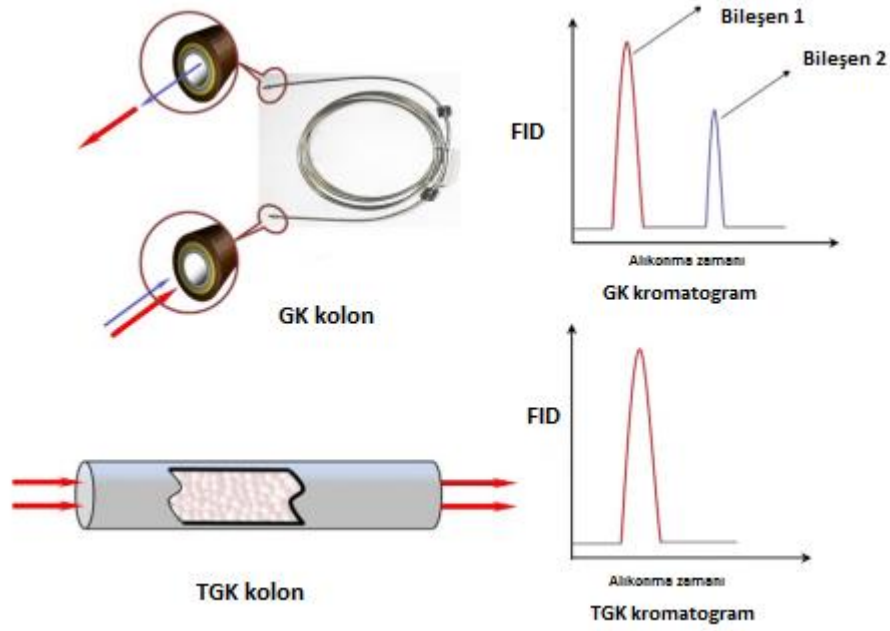 Bileşen 1
Bileşen 2
FID
Alıkonma zamanı
GK kromatogram
GK kolon
FID
Alıkonma zamanı
TGK kromatogram
TGK kolon